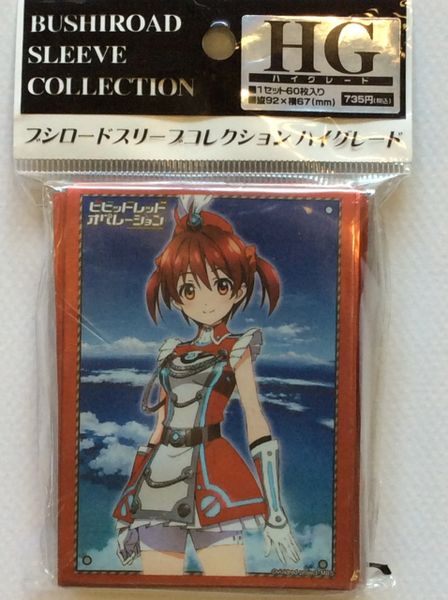 BUSHIROAD
SLEEVE
COLLECTION
HG
ハイグレード
■1セット60枚入り
■縦92×横67(mm)
735円(税込)
ブシロードスリーブコレクション ハイグレード
ビビッドレッド
オペレーション